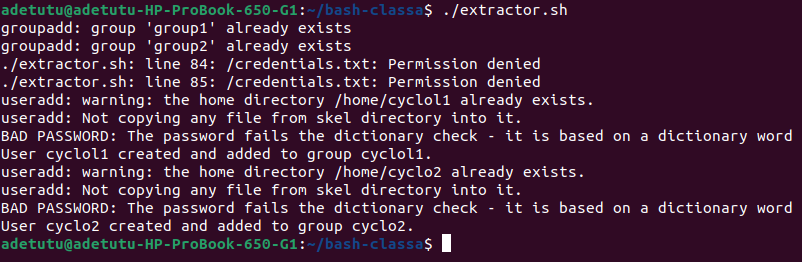 adetutu@adetutu-HP-ProBook-650-G1:~/bash-classa$ ./extractor.sh
groupadd: group 'group1' already exists
groupadd: group 'group2' already exists
./extractor.sh: line 84: /credentials.txt: Permission denied
./extractor.sh: line 85: /credentials.txt: Permission denied
useradd: warning: the home directory /home/cyclol1 already exists.
useradd: Not copying any file from skel directory into it.
BAD PASSWORD: The password fails the dictionary check - it is based on a dictionary word
User cyclol1 created and added to group cyclol1.
useradd: warning: the home directory /home/cyclo2 already exists.
useradd: Not copying any file from skel directory into it.
BAD PASSWORD: The password fails the dictionary check - it is based on a dictionary word
User cyclo2 created and added to group cyclo2.
adetutu@adetutu-HP-ProBook-650-G1:~/bash-classa$